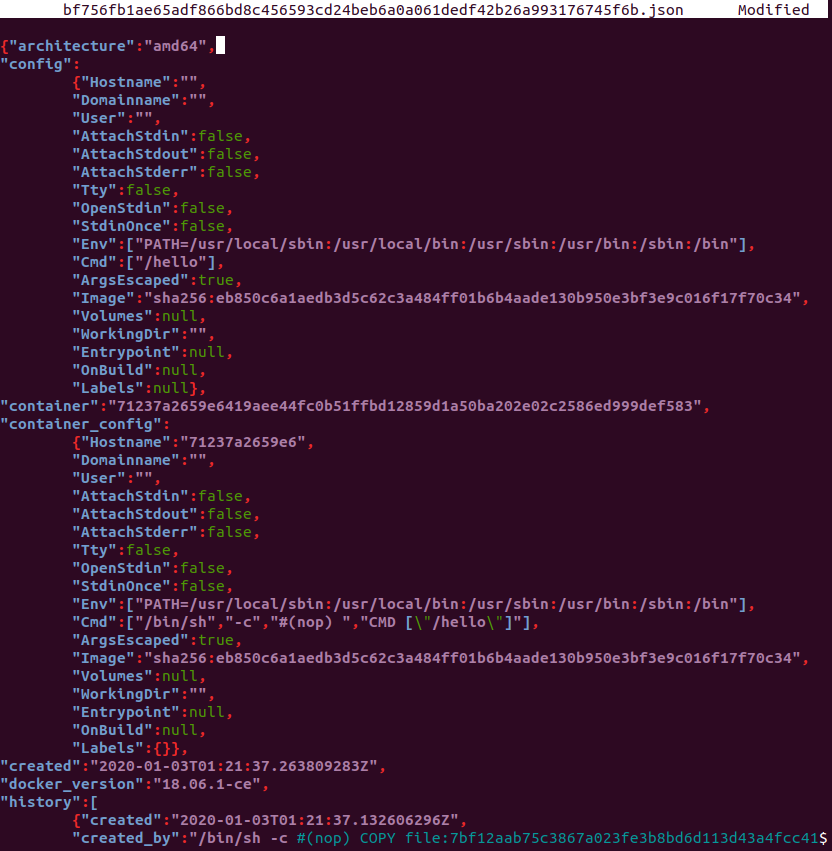 bf756fb1ae65adf866bd8c456593cd24beb6a0a061dedf42b26a993176745f6b.json Modified
{"architecture":"amd64",
"config":
{"Hostname":"",
"Domainname":"",
"User":"",
"AttachStdin":false,
"AttachStdout":false,
"AttachStderr":false,
"Tty":false,
"OpenStdin":false,
"StdinOnce":false,
"Env":["PATH=/usr/local/sbin:/usr/local/bin:/usr/sbin:/usr/bin:/sbin:/bin"],
"Cmd":["/hello"],
"ArgsEscaped":true,
"Image":"sha256:eb850c6a1aedb3d5c62c3a484ff01b6b4aade130b950e3bf3e9c016f17f70c34",
"Volumes":null,
"WorkingDir":"",
"Entrypoint":null,
"OnBuild":null,
"Labels":null},
"container":"71237a2659e6419aee44fc0b51ffbd12859d1a50ba202e02c2586ed999def583",
"container_config":
{"Hostname":"71237a2659e6",
"Domainname":"",
"User":"",
"AttachStdin":false,
"AttachStdout":false,
"AttachStderr":false,
"Tty":false,
"OpenStdin":false,
"StdinOnce":false,
"Env":["PATH=/usr/local/sbin:/usr/local/bin:/usr/sbin:/usr/bin:/sbin:/bin"],
"Cmd":["/bin/sh","-c","#(nop) ","CMD [\"/hello\"]"],
"ArgsEscaped":true,
"Image":"sha256:eb850c6a1aedb3d5c62c3a484ff01b6b4aade130b950e3bf3e9c016f17f70c34",
"Volumes":null,
"WorkingDir":"",
"Entrypoint":null,
"OnBuild":null,
"Labels":{}},
"created":"2020-01-03T01:21:37.263809283Z",
"docker_version":"18.06.1-ce",
"history":[
{"created":"2020-01-03T01:21:37.132606296Z",
"created_by":"/bin/sh -c #(nop) COPY file:7bf12aab75c3867a023fe3b8bd6d113d43a4fcc41$